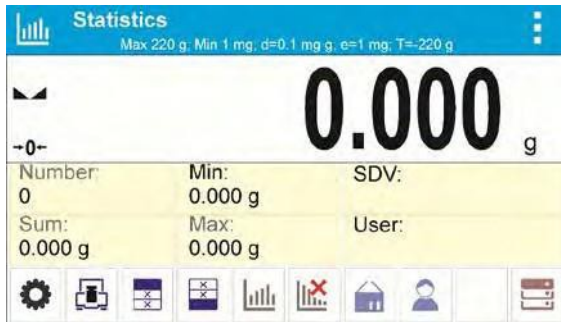 Statistics
Max 220 g; Min 1 mg; d=0.1 mg g; e=1 mg; T=-220 g
0.000 g
→0←
Number: Min: SDV:
0 0.000 g
Sum: Max: User:
0.000 g 0.000 g